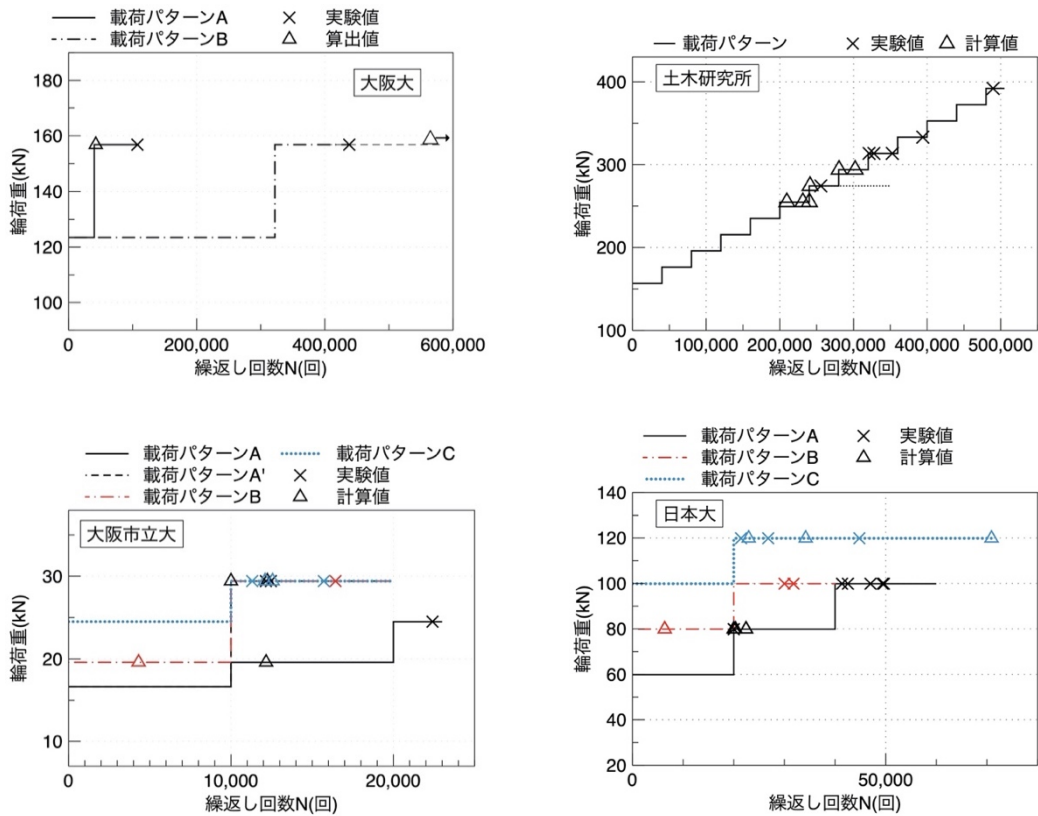 載荷パターンA 実験値
載荷パターンB 算出値
大阪大
輪荷重(kN)
180
160
140
120
100
0 200,000 400,000 600,000
繰返し回数N(回)
載荷パターン 実験値 計算値
土木研究所
輪荷重(kN)
400
300
200
100
0 100,000 200,000 300,000 400,000 500,000
繰返し回数N(回)
載荷パターンA 載荷パターンC
載荷パターンA' 実験値
載荷パターンB 計算値
大阪市立大
輪荷重(kN)
30
20
10
0 10,000 20,000
繰返し回数N(回)
載荷パターンA 実験値
載荷パターンB 計算値
載荷パターンC
日本大
輪荷重(kN)
140
120
100
80
60
40
20
0 50,000
繰返し回数N(回)